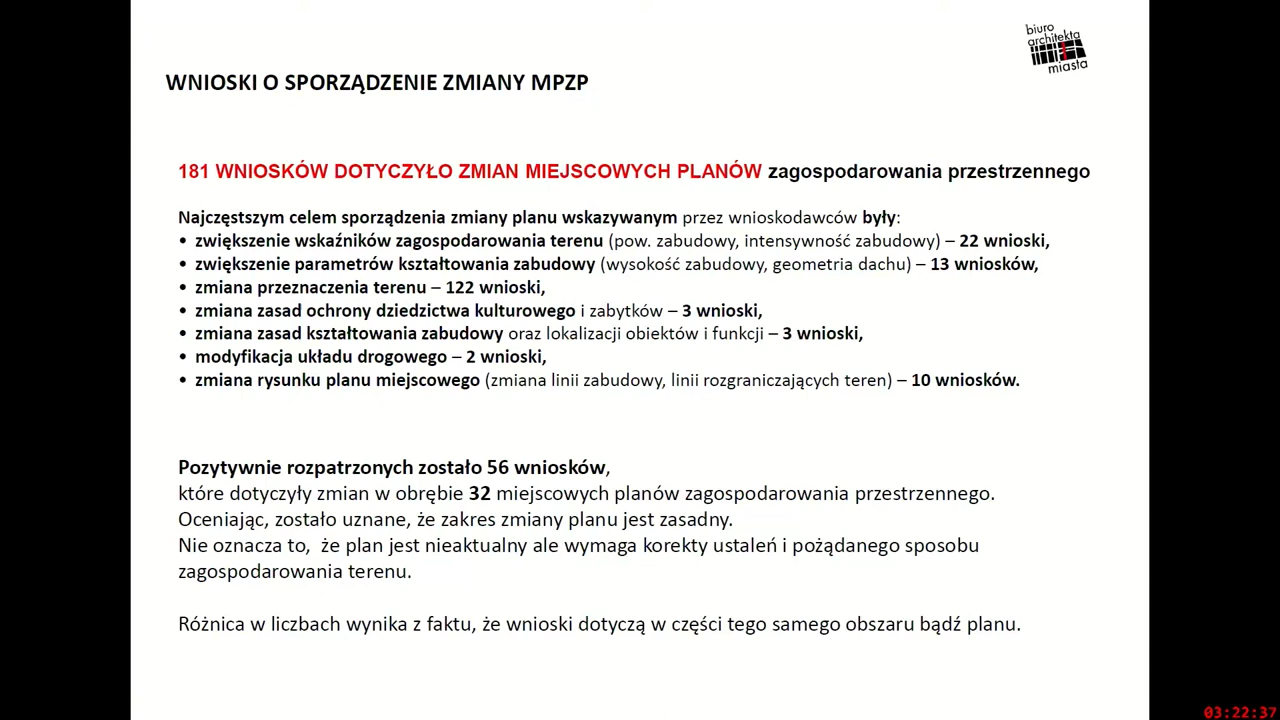 biuro
architekta
miasta
WNIOSKI O SPORZĄDZENIE ZMIANY MPZP
181 WNIOSKÓW DOTYCZYŁO ZMIAN MIEJSCOWYCH PLANÓW zagospodarowania przestrzennego
Najczęstszym celem sporządzenia zmiany planu wskazywanym przez wnioskodawców były:
• zwiększenie wskaźników zagospodarowania terenu (pow. zabudowy, intensywność zabudowy) – 22 wnioski,
• zwiększenie parametrów kształtowania zabudowy (wysokość zabudowy, geometria dachu) – 13 wniosków,
• zmiana przeznaczenia terenu – 122 wnioski,
• zmiana zasad ochrony dziedzictwa kulturowego i zabytków – 3 wnioski,
• zmiana zasad kształtowania zabudowy oraz lokalizacji obiektów i funkcji – 3 wnioski,
• modyfikacja układu drogowego – 2 wnioski,
• zmiana rysunku planu miejscowego (zmiana linii zabudowy, linii rozgraniczających teren) – 10 wniosków.
Pozytywnie rozpatrzonych zostało 56 wniosków,
które dotyczyły zmian w obrębie 32 miejscowych planów zagospodarowania przestrzennego.
Oceniając, zostało uznane, że zakres zmiany planu jest zasadny.
Nie oznacza to, że plan jest nieaktualny ale wymaga korekty ustaleń i pożądanego sposobu
zagospodarowania terenu.
Różnica w liczbach wynika z faktu, że wnioski dotyczą w części tego samego obszaru bądź planu.
03:22:37